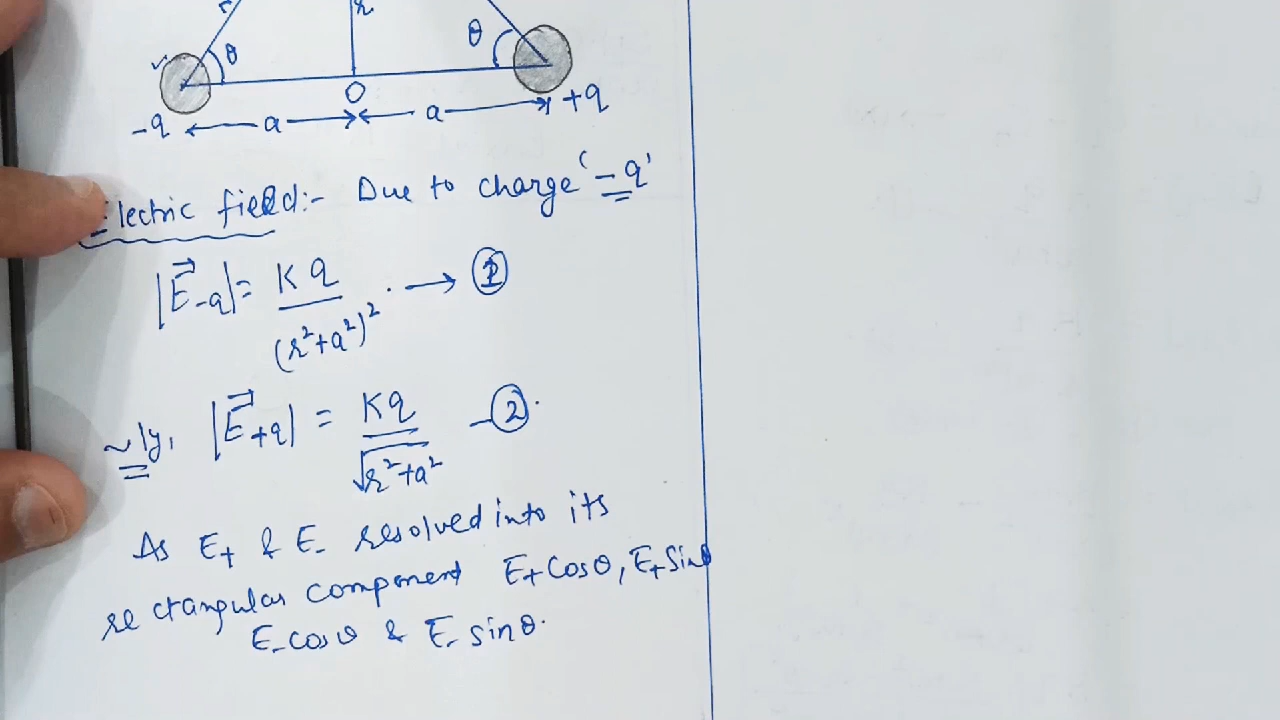 r
θ
θ
O
-q
a
a
+q
Electric field:- Due to charge '-q'
|E⃗-q| = Kq / (r²+a²)² . → ①
~ly, |E⃗+q| = Kq / √r²+a² - ②.
As E+ & E- resolved into its
rectangular component E+Cosθ, E+Sinθ
E-cosθ & E- sinθ.